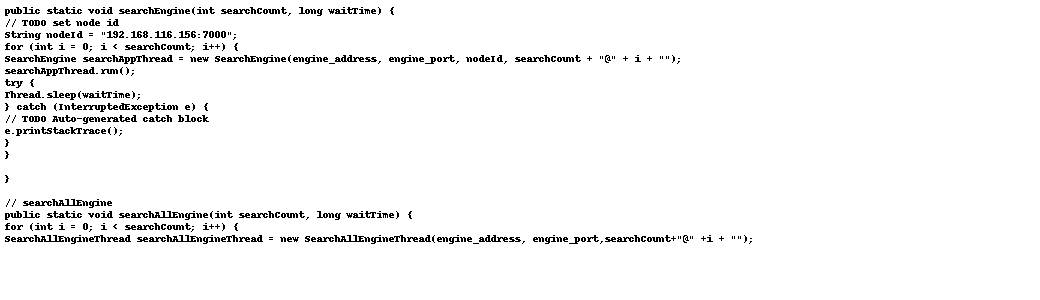 public static void searchEngine(int searchCount, long waitTime) {
// TODO set node id
String nodeId = "192.168.116.156:7000";
for (int i = 0; i < searchCount; i++) {
SearchEngine searchAppThread = new SearchEngine(engine_address, engine_port, nodeId, searchCount + "@" + i + "");
searchAppThread.run();
try {
Thread.sleep(waitTime);
} catch (InterruptedException e) {
// TODO Auto-generated catch block
e.printStackTrace();
}
}

}

// searchAllEngine
public static void searchAllEngine(int searchCount, long waitTime) {
for (int i = 0; i < searchCount; i++) {
SearchAllEngineThread searchAllEngineThread = new SearchAllEngineThread(engine_address, engine_port,searchCount+"@" +i + "");